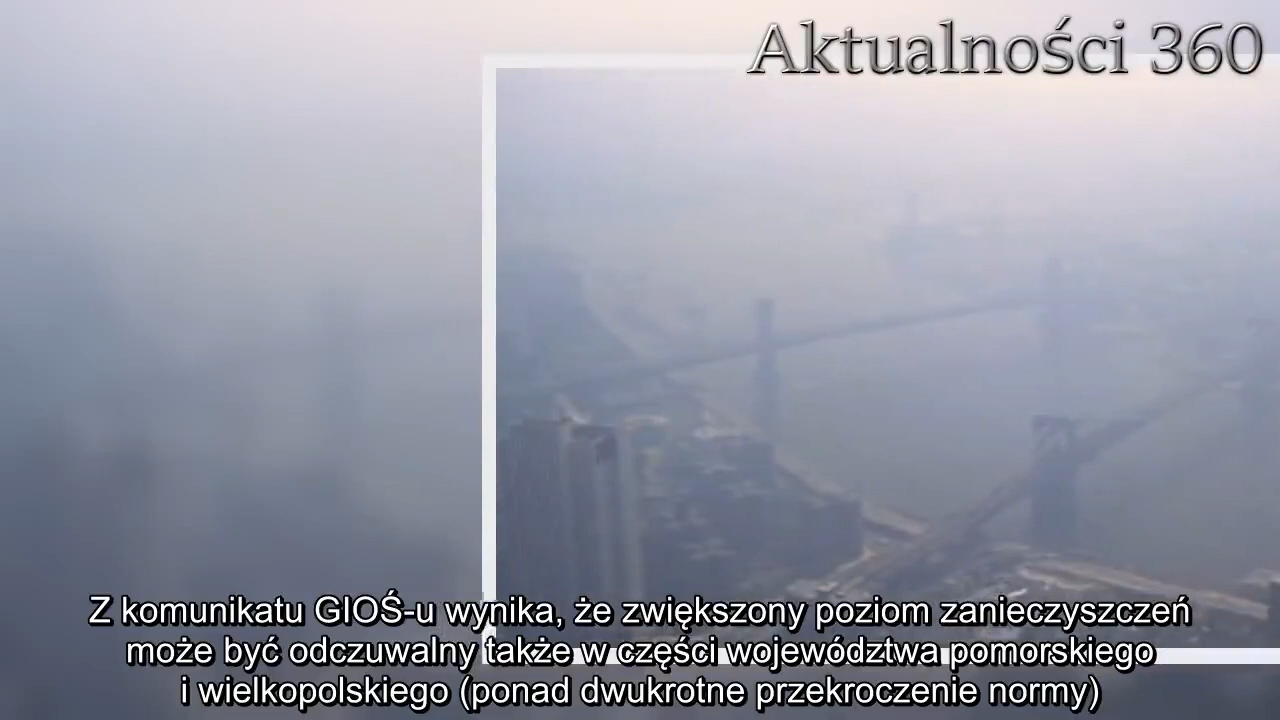 Aktualności 360
Z komunikatu GIOŚ-u wynika, że zwiększony poziom zanieczyszczeń
może być odczuwalny także w części województwa pomorskiego
i wielkopolskiego (ponad dwukrotne przekroczenie normy)